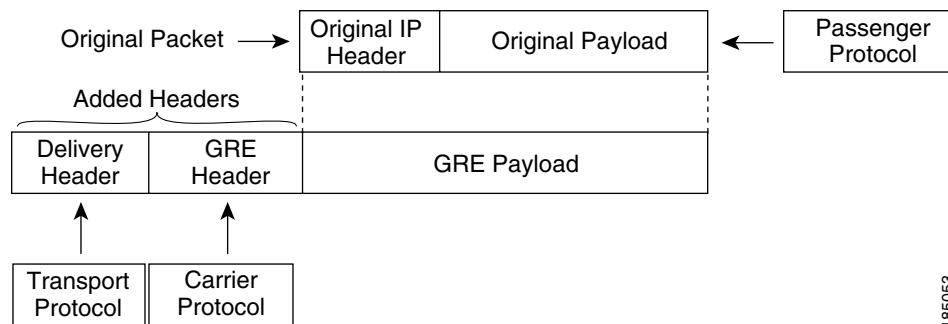 Original Packet
Original IP
Header
Original Payload
Passenger
Protocol
Added Headers
Delivery
Header
GRE
Header
GRE Payload
Transport
Protocol
Carrier
Protocol